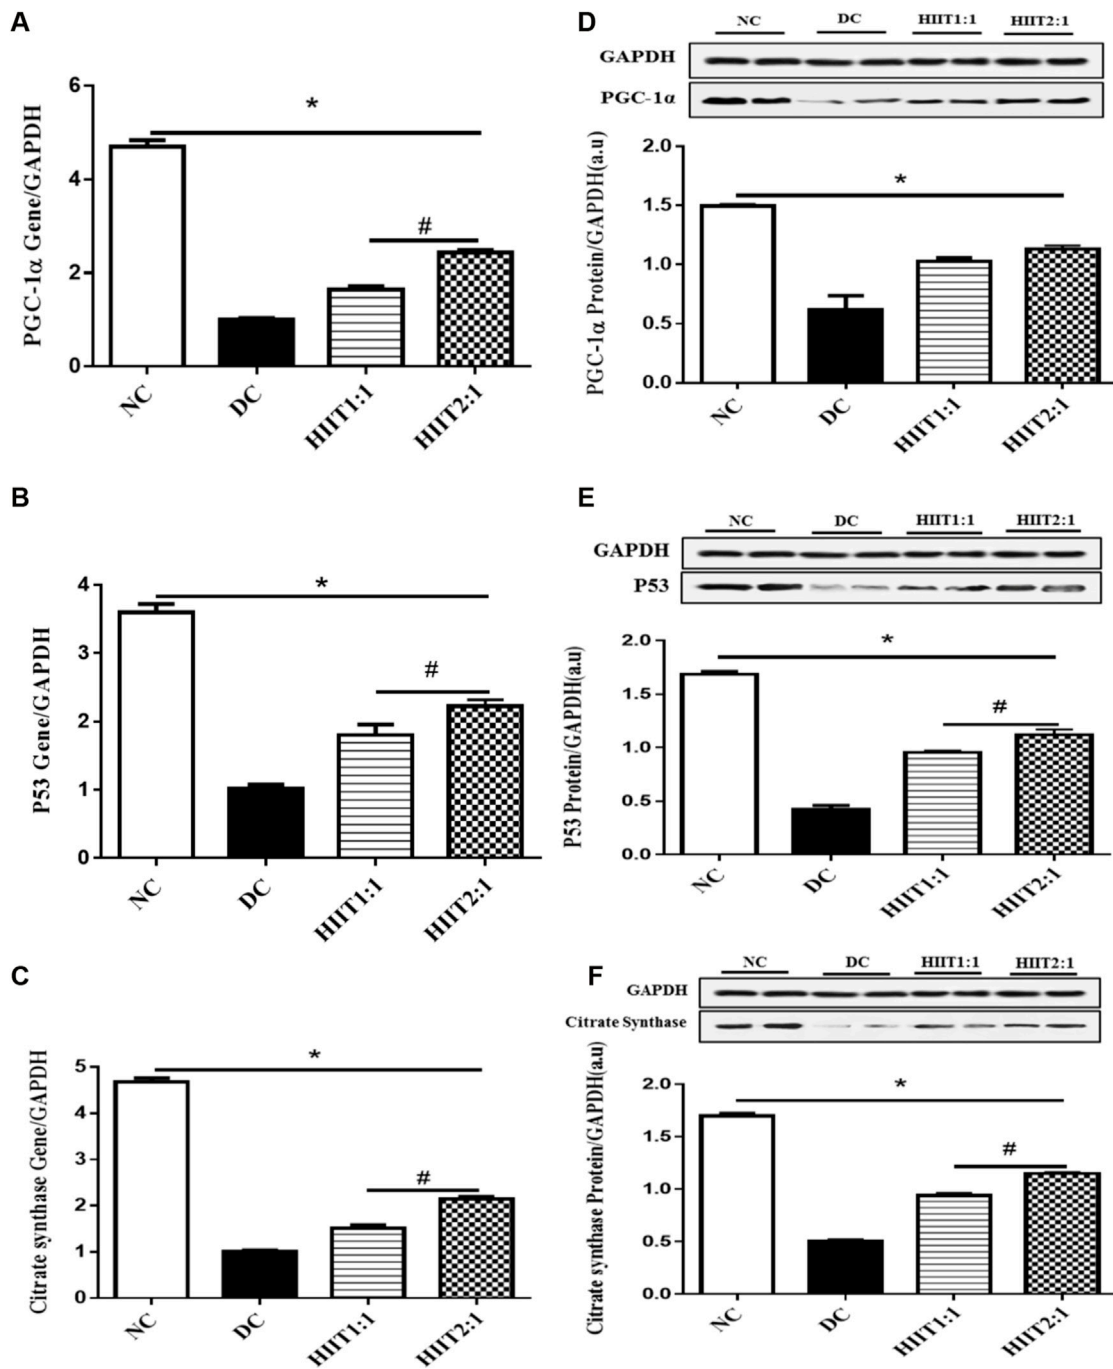 A
PGC-1α Gene/GAPDH
6
4
2
0
*
#
NC
DC
HIIT1:1
HIIT2:1
D
NC
DC
HIIT1:1
HIIT2:1
GAPDH
PGC-1α
PGC-1α Protein/GAPDH(a.u)
2.0
1.5
1.0
0.5
0.0
*
NC
DC
HIIT1:1
HIIT2:1
B
P53 Gene/GAPDH
4
3
2
1
0
*
#
NC
DC
HIIT1:1
HIIT2:1
E
NC
DC
HIIT1:1
HIIT2:1
GAPDH
P53
P53 Protein/GAPDH(a.u)
2.0
1.5
1.0
0.5
0.0
*
#
NC
DC
HIIT1:1
HIIT2:1
C
Citrate synthase Gene/GAPDH
5
4
3
2
1
0
*
#
NC
DC
HIIT1:1
HIIT2:1
F
NC
DC
HIIT1:1
HIIT2:1
GAPDH
Citrate Synthase
Citrate synthase Protein/GAPDH(a.u)
2.0
1.5
1.0
0.5
0.0
*
#
NC
DC
HIIT1:1
HIIT2:1